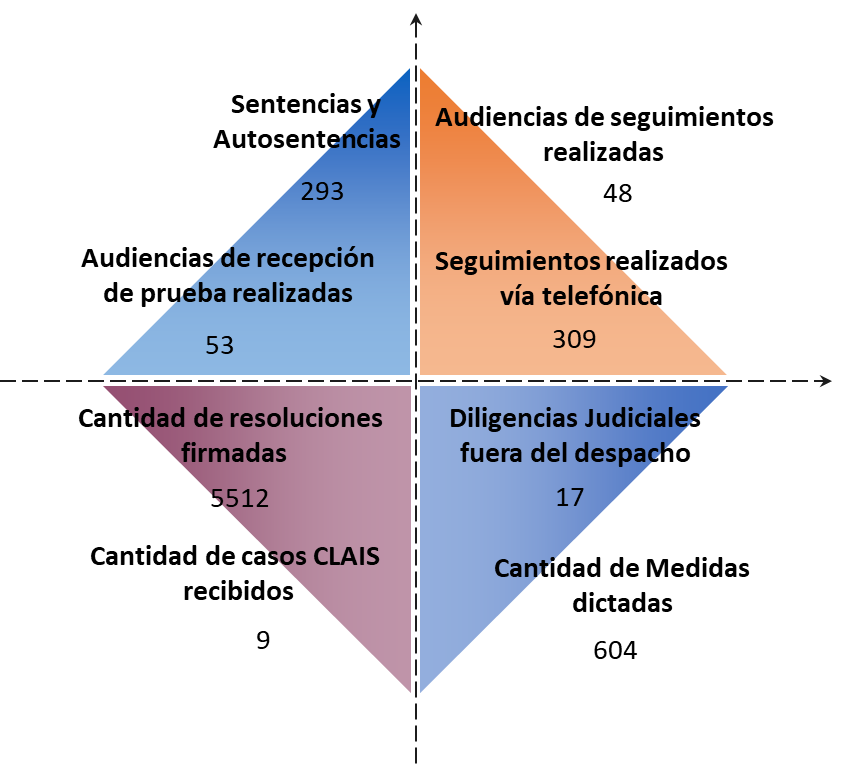 Sentencias y
Autosentencias
293
Audiencias de recepción
de prueba realizadas
53
Audiencias de seguimientos
realizadas
48
Seguimientos realizados
vía telefónica
309
Cantidad de resoluciones
firmadas
5512
Cantidad de casos CLAIS
recibidos
9
Diligencias Judiciales
fuera del despacho
17
Cantidad de Medidas
dictadas
604